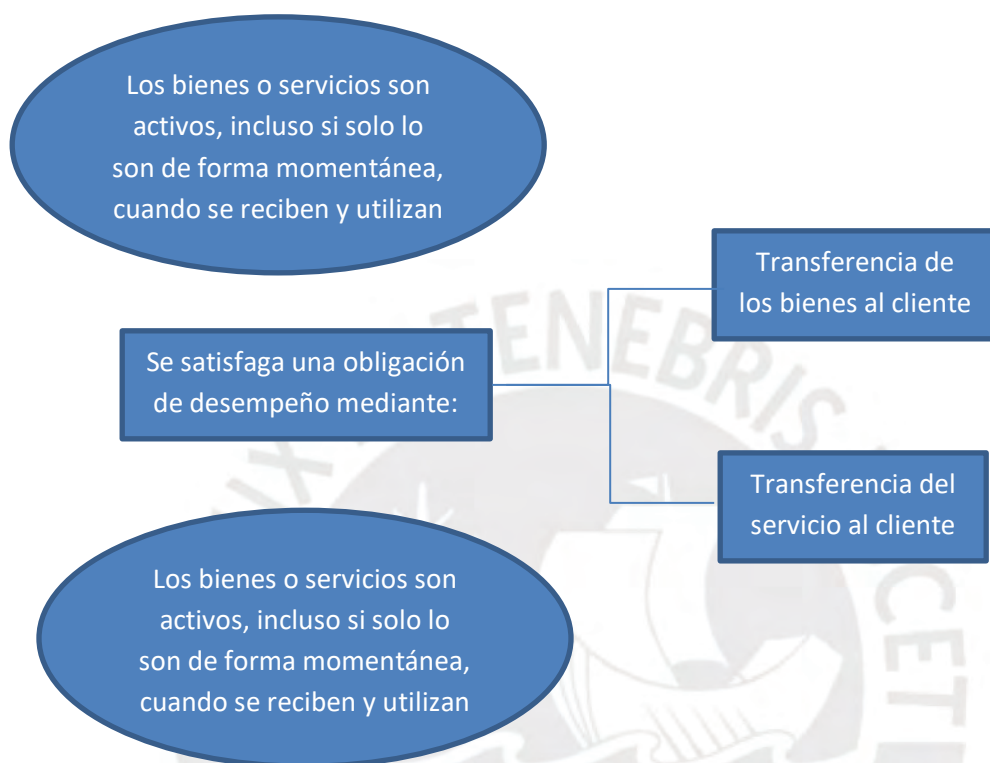 Los bienes o servicios son
activos, incluso si solo lo
son de forma momentánea,
cuando se reciben y utilizan
Transferencia de
los bienes al cliente
Se satisfaga una obligación
de desempeño mediante:
Transferencia del
servicio al cliente
Los bienes o servicios son
activos, incluso si solo lo
son de forma momentánea,
cuando se reciben y utilizan
TENEBRIS